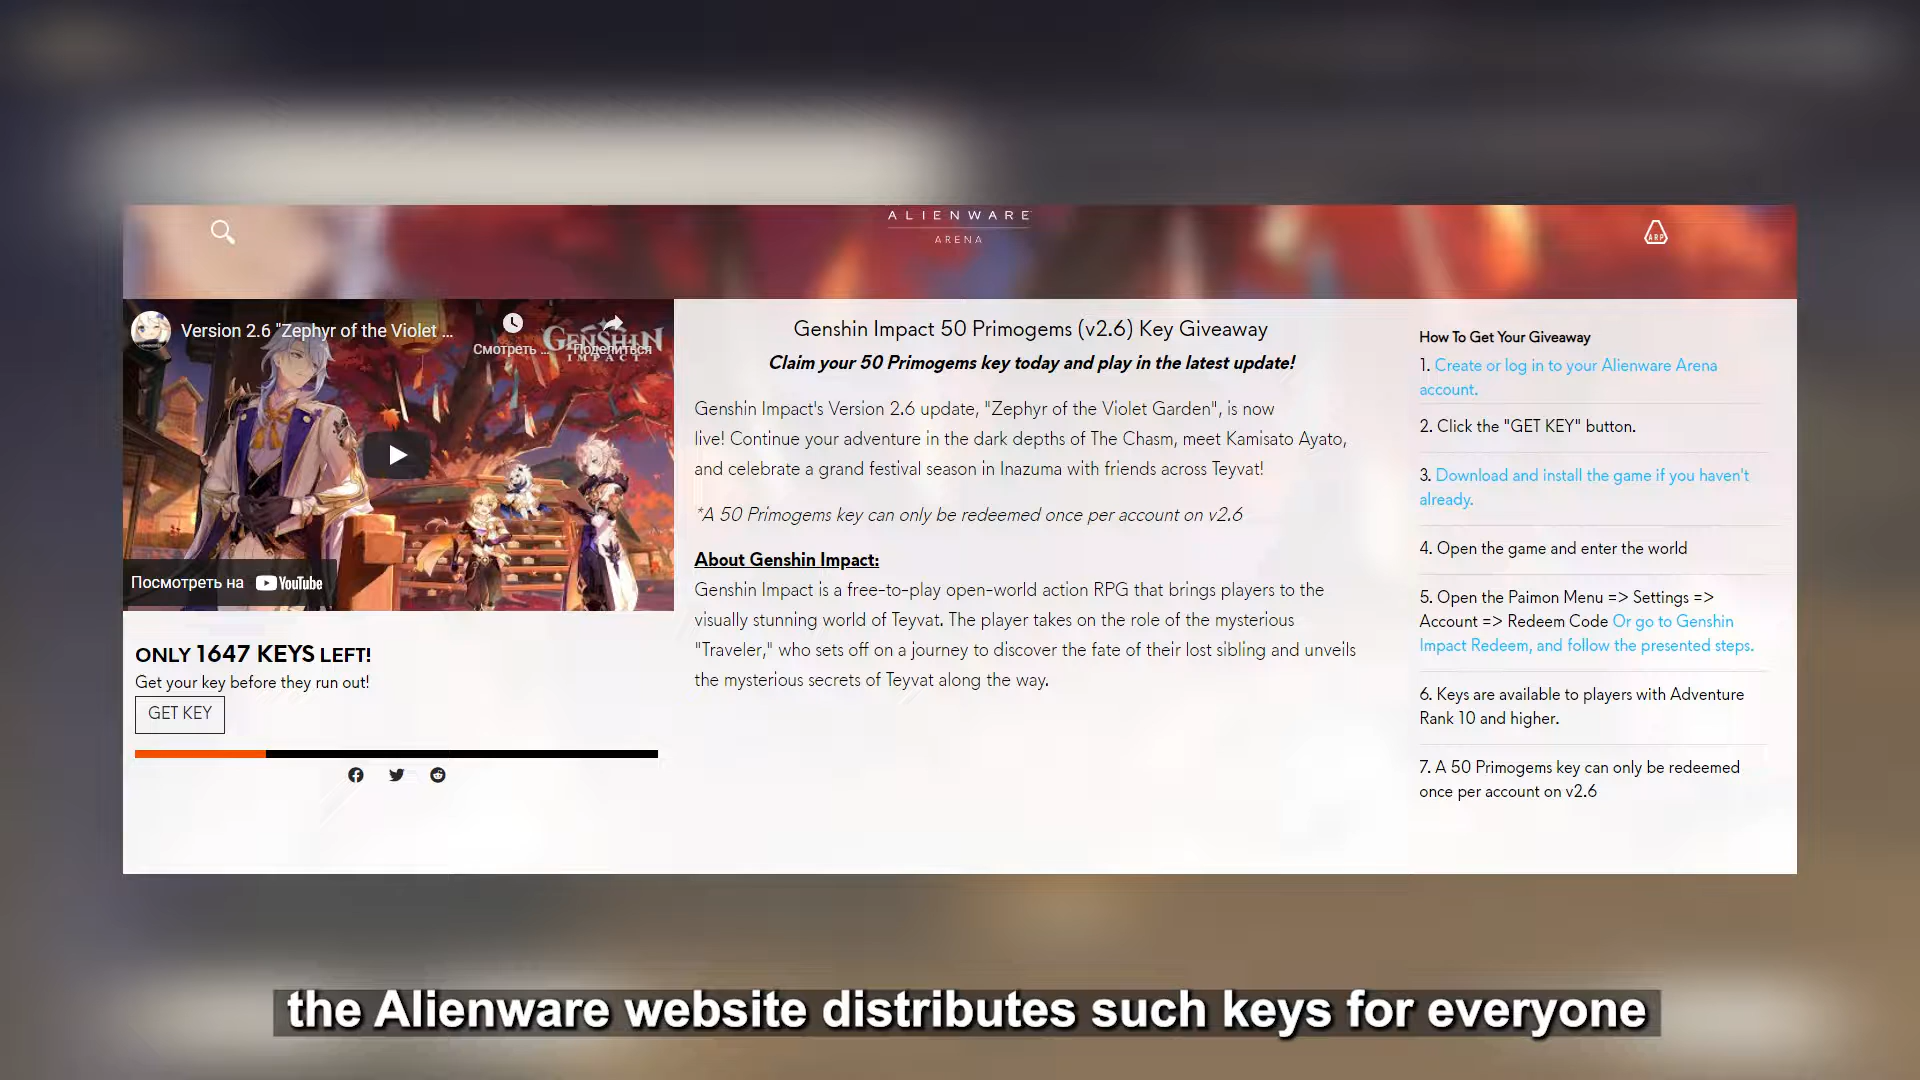 ALIENWARE
ARENA
ARP
Version 2.6 "Zephyr of the Violet ...
Смотреть ...
Поделиться
GENSHIN
IMPACT
Посмотреть на YouTube
ONLY 1647 KEYS LEFT!
Get your key before they run out!
GET KEY
Genshin Impact 50 Primogems (v2.6) Key Giveaway
Claim your 50 Primogems key today and play in the latest update!
Genshin Impact's Version 2.6 update, "Zephyr of the Violet Garden", is now
live! Continue your adventure in the dark depths of The Chasm, meet Kamisato Ayato,
and celebrate a grand festival season in Inazuma with friends across Teyvat!
*A 50 Primogems key can only be redeemed once per account on v2.6
About Genshin Impact:
Genshin Impact is a free-to-play open-world action RPG that brings players to the
visually stunning world of Teyvat. The player takes on the role of the mysterious
"Traveler," who sets off on a journey to discover the fate of their lost sibling and unveils
the mysterious secrets of Teyvat along the way.
How To Get Your Giveaway
1. Create or log in to your Alienware Arena
account.
2. Click the "GET KEY" button.
3. Download and install the game if you haven't
already.
4. Open the game and enter the world
5. Open the Paimon Menu => Settings =>
Account => Redeem Code Or go to Genshin
Impact Redeem, and follow the presented steps.
6. Keys are available to players with Adventure
Rank 10 and higher.
7. A 50 Primogems key can only be redeemed
once per account on v2.6
the Alienware website distributes such keys for everyone